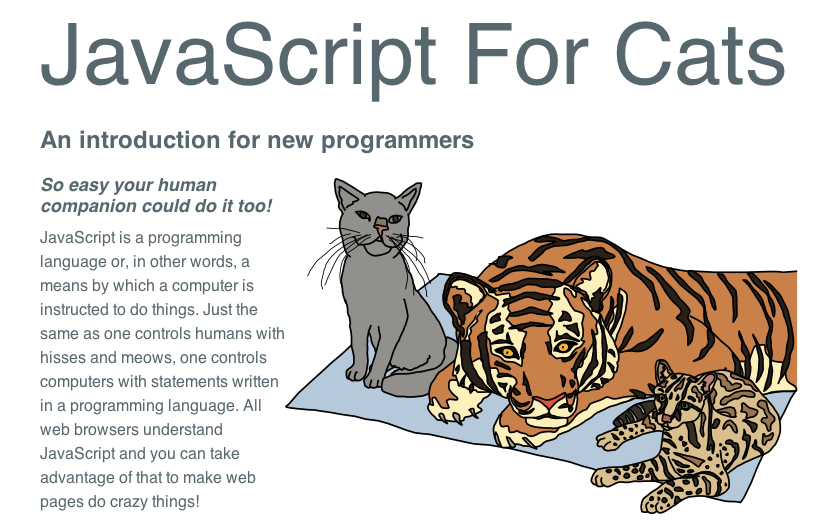 JavaScript For Cats
An introduction for new programmers
So easy your human
companion could do it too!
JavaScript is a programming
language or, in other words, a
means by which a computer is
instructed to do things. Just the
same as one controls humans with
hisses and meows, one controls
computers with statements written
in a programming language. All
web browsers understand
JavaScript and you can take
advantage of that to make web
pages do crazy things!